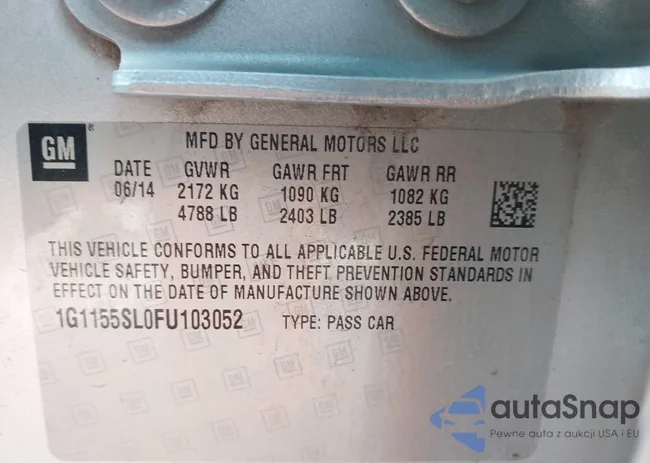 GM
®
MFD BY GENERAL MOTORS LLC
DATE GVWR GAWR FRT GAWR RR
06/14 2172 KG 1090 KG 1082 KG
4788 LB 2403 LB 2385 LB
THIS VEHICLE CONFORMS TO ALL APPLICABLE U.S. FEDERAL MOTOR
VEHICLE SAFETY, BUMPER, AND THEFT PREVENTION STANDARDS IN
EFFECT ON THE DATE OF MANUFACTURE SHOWN ABOVE.
1G1155SL0FU103052 TYPE: PASS CAR
autaSnap
Pewne auta z aukcji USA i EU